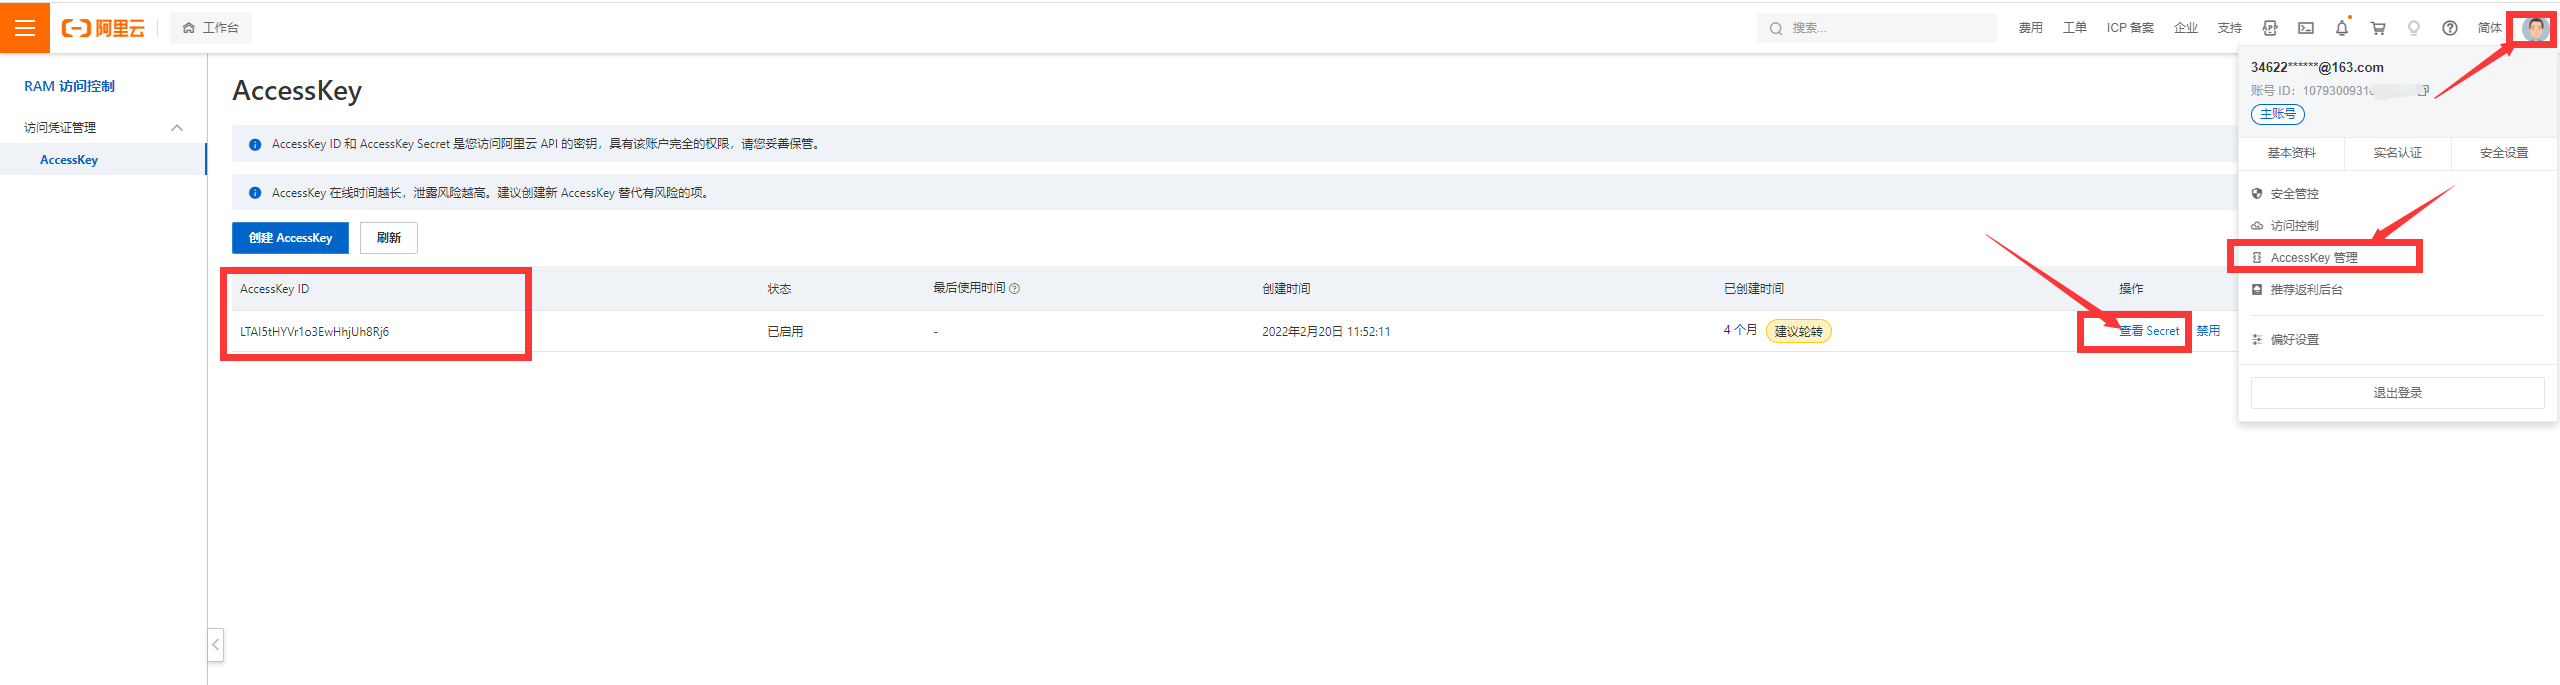 阿里云
工作台
搜索...
费用
工单
ICP 备案
企业
支持
简体
RAM 访问控制
访问凭证管理
AccessKey
AccessKey
AccessKey ID 和 AccessKey Secret 是您访问阿里云 API 的密钥，具有该账户完全的权限，请您妥善保管。
AccessKey 在线时间越长，泄露风险越高。建议创建新 AccessKey 替代有风险的项。
创建 AccessKey
刷新
AccessKey ID
状态
最后使用时间
创建时间
已创建时间
操作
LTAI5tHYVr1o3EwHhjUh8Rj6
已启用
-
2022年2月20日 11:52:11
4 个月
建议轮转
查看 Secret
禁用
34622******@163.com
账号 ID：1079300931
主账号
基本资料
实名认证
安全设置
安全管控
访问控制
AccessKey 管理
推荐返利后台
偏好设置
退出登录